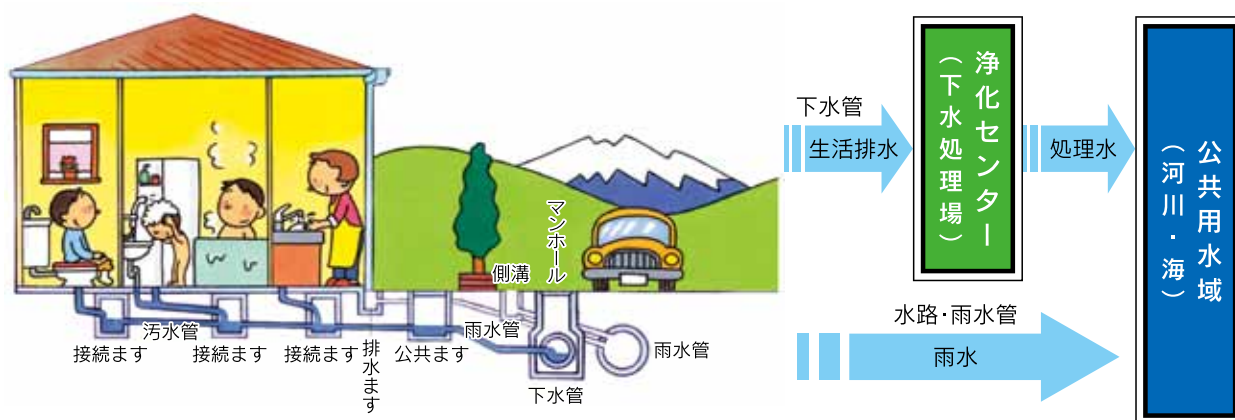 マンホール
側溝
汚水管
雨水管
雨水管
接続ます
接続ます
接続ます
排水ます
公共ます
下水管
下水管
生活排水
浄化センター
(下水処理場)
処理水
公共用水域
(河川・海)
水路・雨水管
雨水